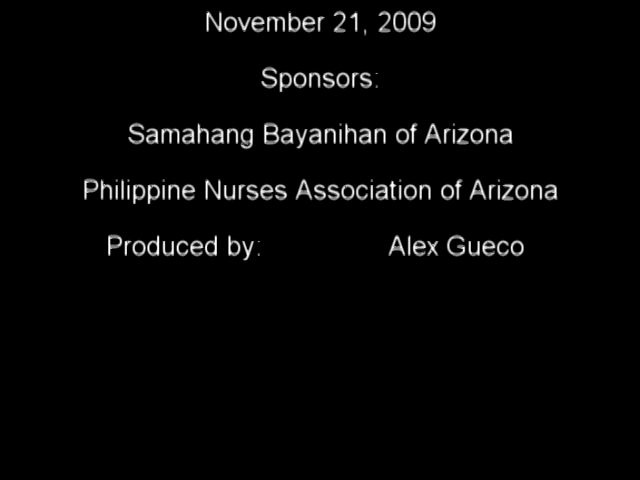 November 21, 2009
Sponsors:
Samahang Bayanihan of Arizona
Philippine Nurses Association of Arizona
Produced by: Alex Gueco